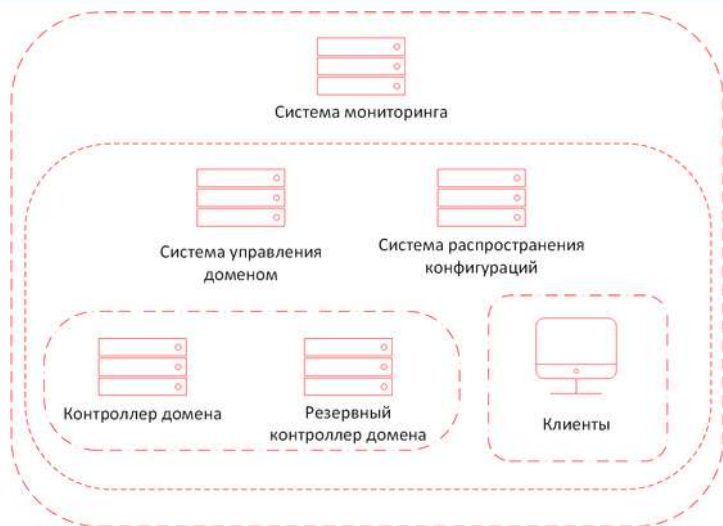 Система мониторинга
Система управления
доменом
Система распространения
конфигураций
Контроллер домена
Резервный
контроллер домена
Клиенты